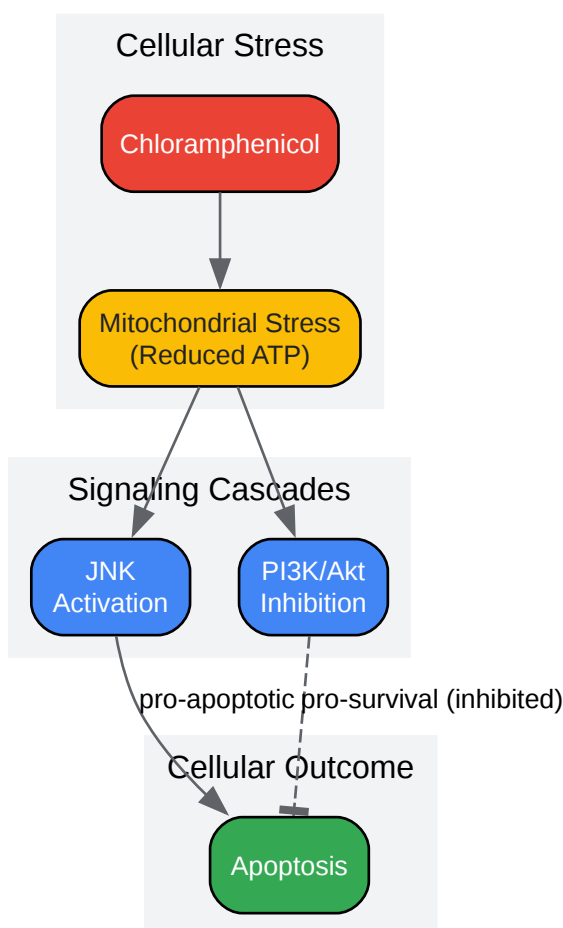 Cellular Stress
Chloramphenicol
Mitochondrial Stress
(Reduced ATP)
Signaling Cascades
JNK
Activation
PI3K/Akt
Inhibition
pro-apoptotic
pro-survival (inhibited)
Cellular Outcome
Apoptosis